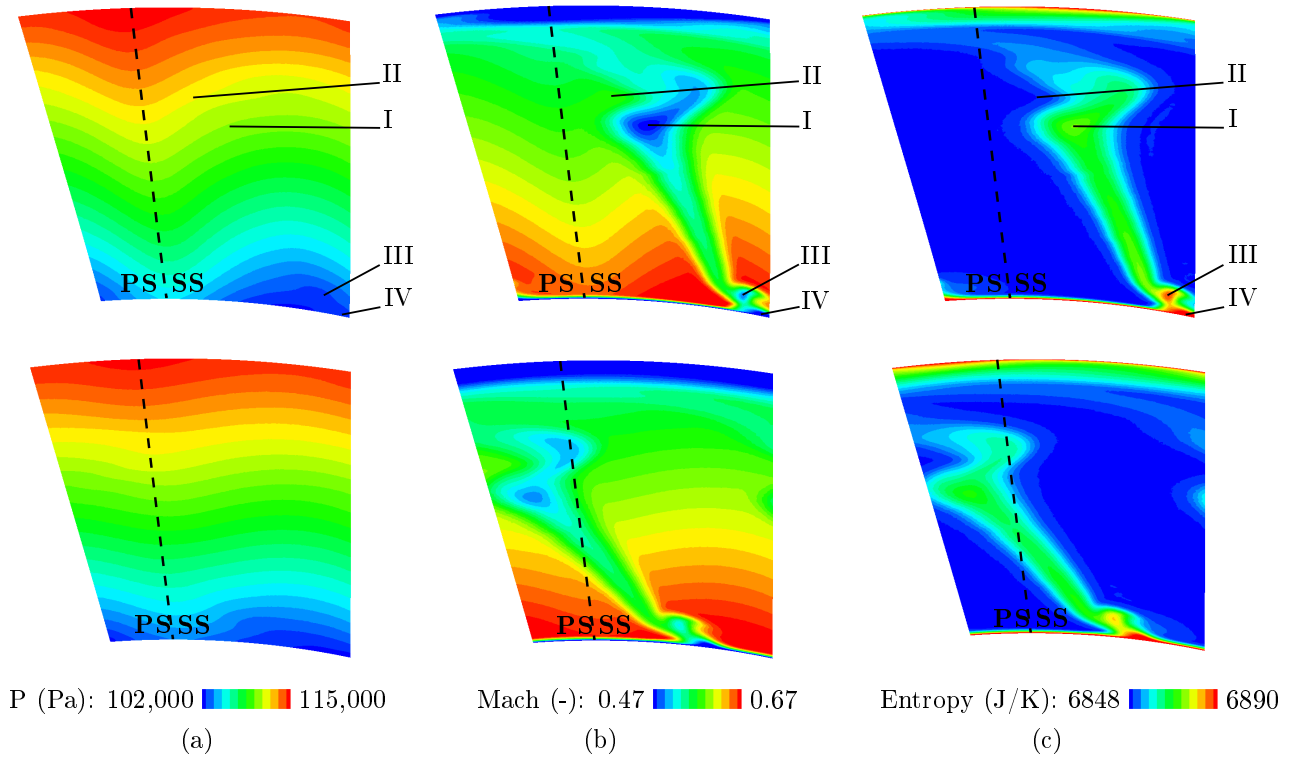 II
I
III
IV
PS SS
II
I
III
IV
PS SS
II
I
III
IV
PS SS
PS SS
PS SS
PS SS
P (Pa): 102,000 115,000
Mach (-): 0.47 0.67
Entropy (J/K): 6848 6890
(a)
(b)
(c)